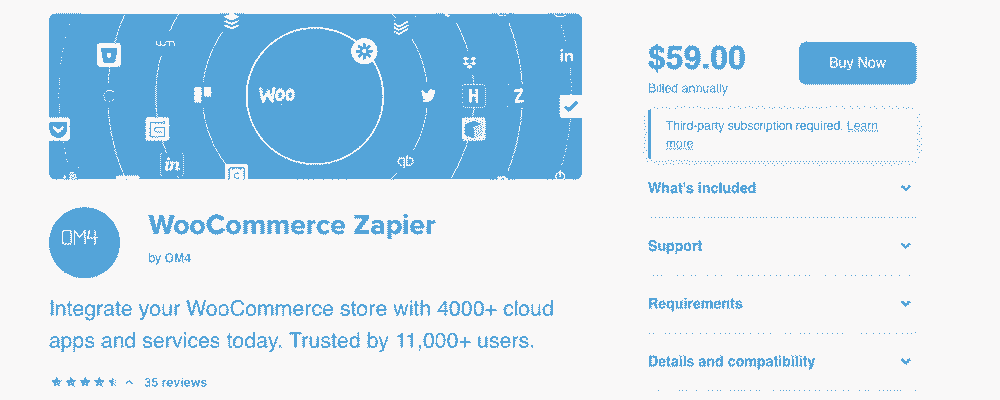 Woo
in
H
Z
in
qb
$59.00
Buy Now
Billed annually
Third-party subscription required. Learn
more
What's included
Support
Requirements
Details and compatibility
OM4
WooCommerce Zapier
by OM4
Integrate your WooCommerce store with 4000+ cloud
apps and services today. Trusted by 11,000+ users.
35 reviews